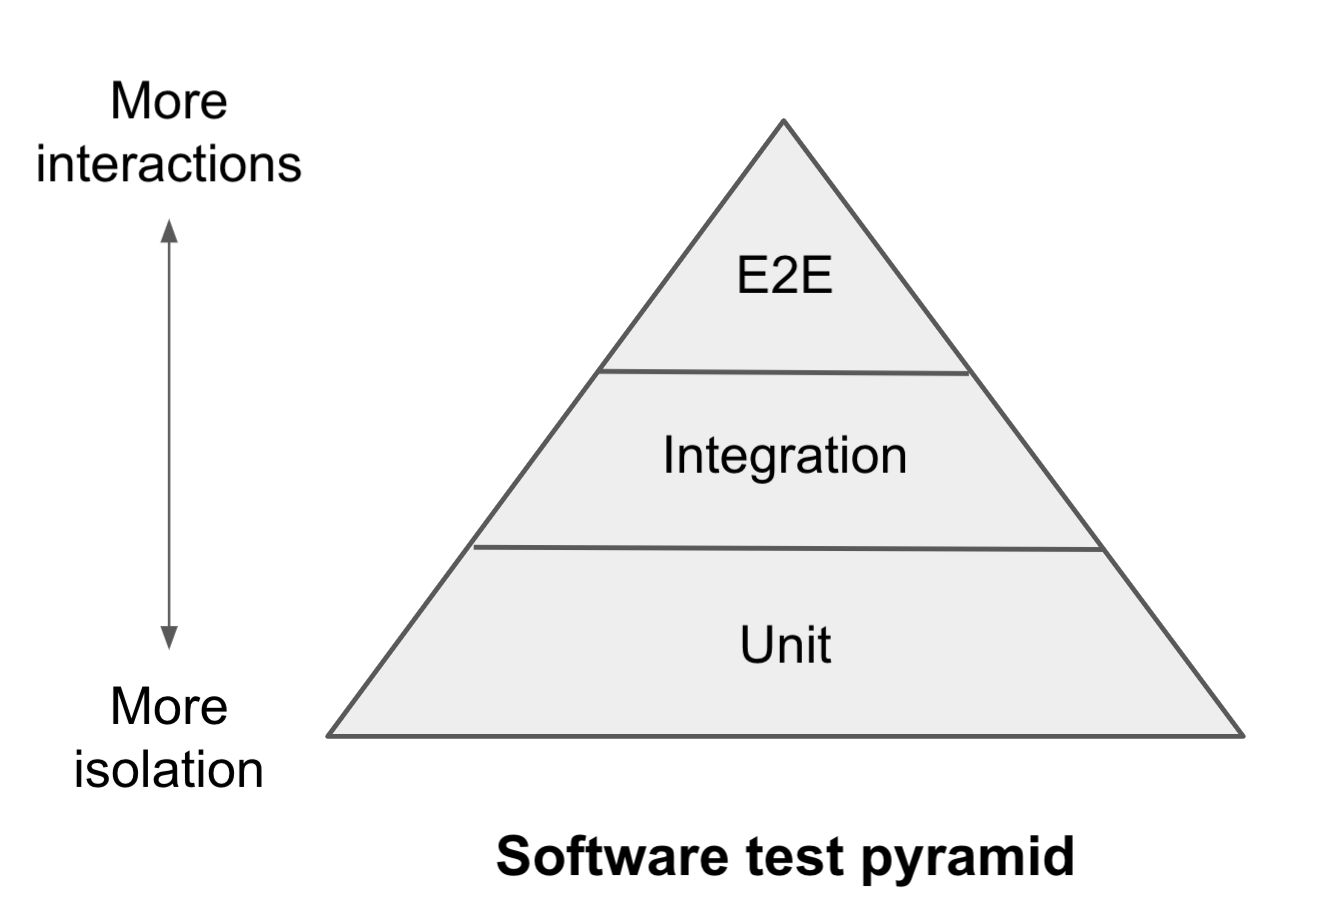 More
interactions
E2E
Integration
Unit
More
isolation
Software test pyramid